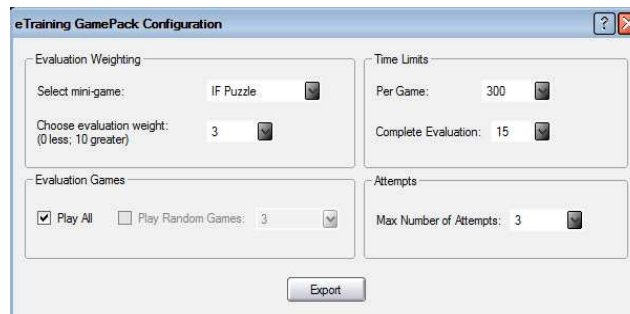 eTraining GamePack Configuration
Evaluation Weighting
Select mini-game: IF Puzzle
Choose evaluation weight:
(0 less; 10 greater)
3
Time Limits
Per Game: 300
Complete Evaluation: 15
Evaluation Games
Play All Play Random Games: 3
Attempts
Max Number of Attempts: 3
Export